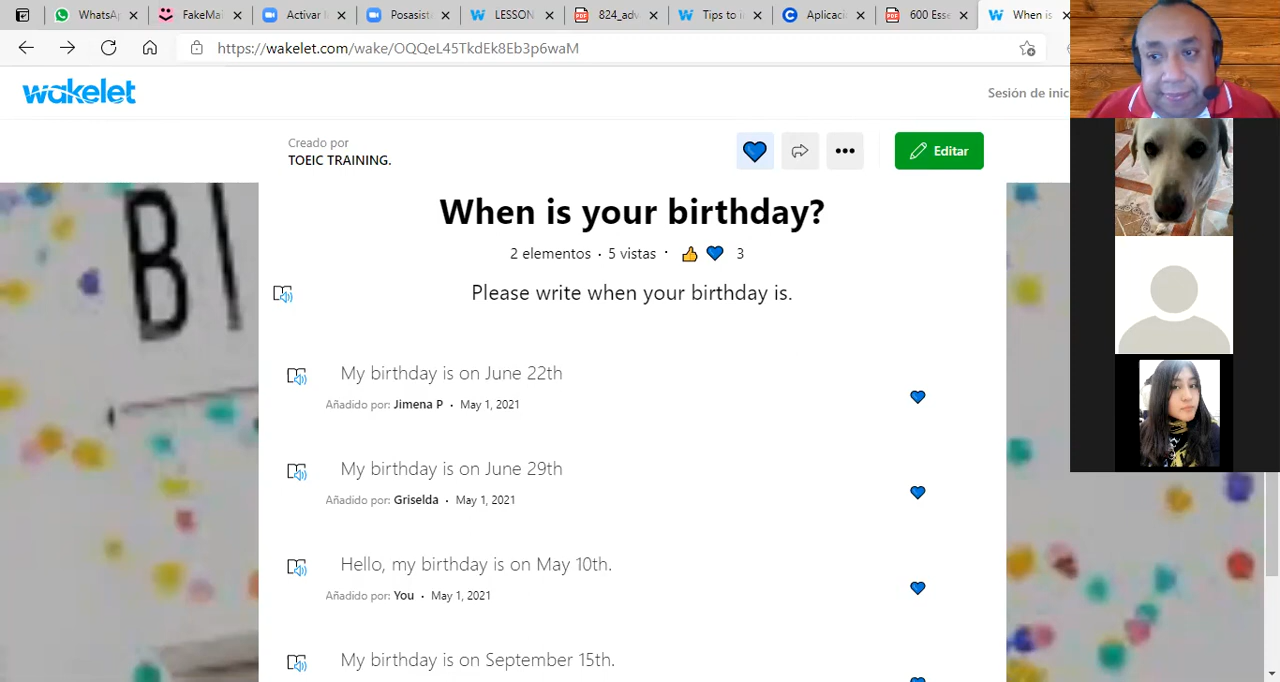 WhatsA
FakeMai
Activar l
Posasist
LESSON
824_adv
Tips to i
Aplicaci
600 Esse
When is
https://wakelet.com/wake/OQQeL45TkdEk8Eb3p6waM
wakelet
Sesión de inic
Creado por
TOEIC TRAINING.
Editar
BI
When is your birthday?
2 elementos · 5 vistas · 3
Please write when your birthday is.
My birthday is on June 22th
Añadido por: Jimena P · May 1, 2021
My birthday is on June 29th
Añadido por: Griselda · May 1, 2021
Hello, my birthday is on May 10th.
Añadido por: You · May 1, 2021
My birthday is on September 15th.